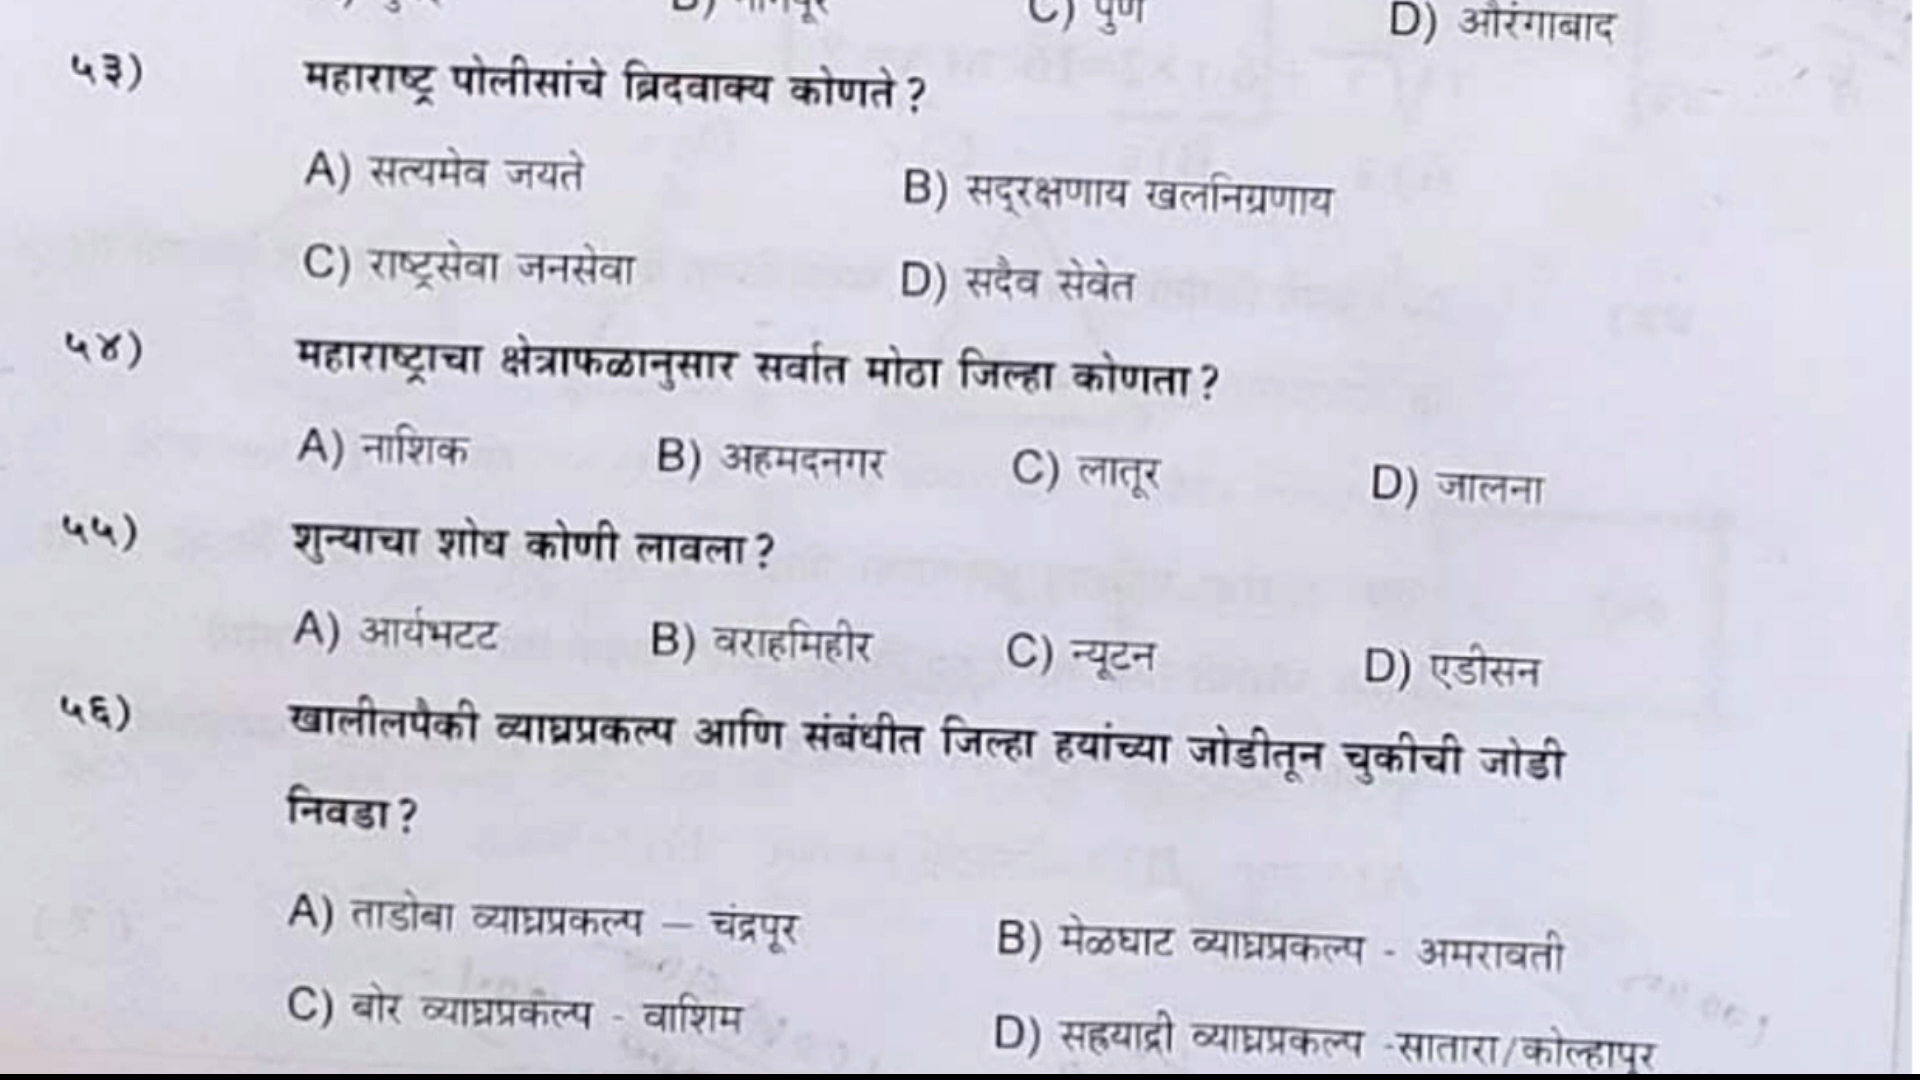 C) पुणे D) औरंगाबाद
५३) महाराष्ट्र पोलीसांचे ब्रिदवाक्य कोणते ?
A) सत्यमेव जयते B) सद्‌रक्षणाय खलनिग्रणाय
C) राष्ट्रसेवा जनसेवा D) सदैव सेवेत
५४) महाराष्ट्राचा क्षेत्राफळानुसार सर्वात मोठा जिल्हा कोणता ?
A) नाशिक B) अहमदनगर C) लातूर D) जालना
५५) शुन्याचा शोध कोणी लावला ?
A) आर्यभटट B) वराहमिहीर C) न्यूटन D) एडीसन
५६) खालीलपैकी व्याघ्रप्रकल्प आणि संबंधीत जिल्हा हयांच्या जोडीतून चुकीची जोडी
निवडा ?
A) ताडोबा व्याघ्रप्रकल्प – चंद्रपूर B) मेळघाट व्याघ्रप्रकल्प - अमरावती
C) बोर व्याघ्रप्रकल्प - वाशिम D) सह्रयाद्री व्याघ्रप्रकल्प -सातारा/कोल्हापूर